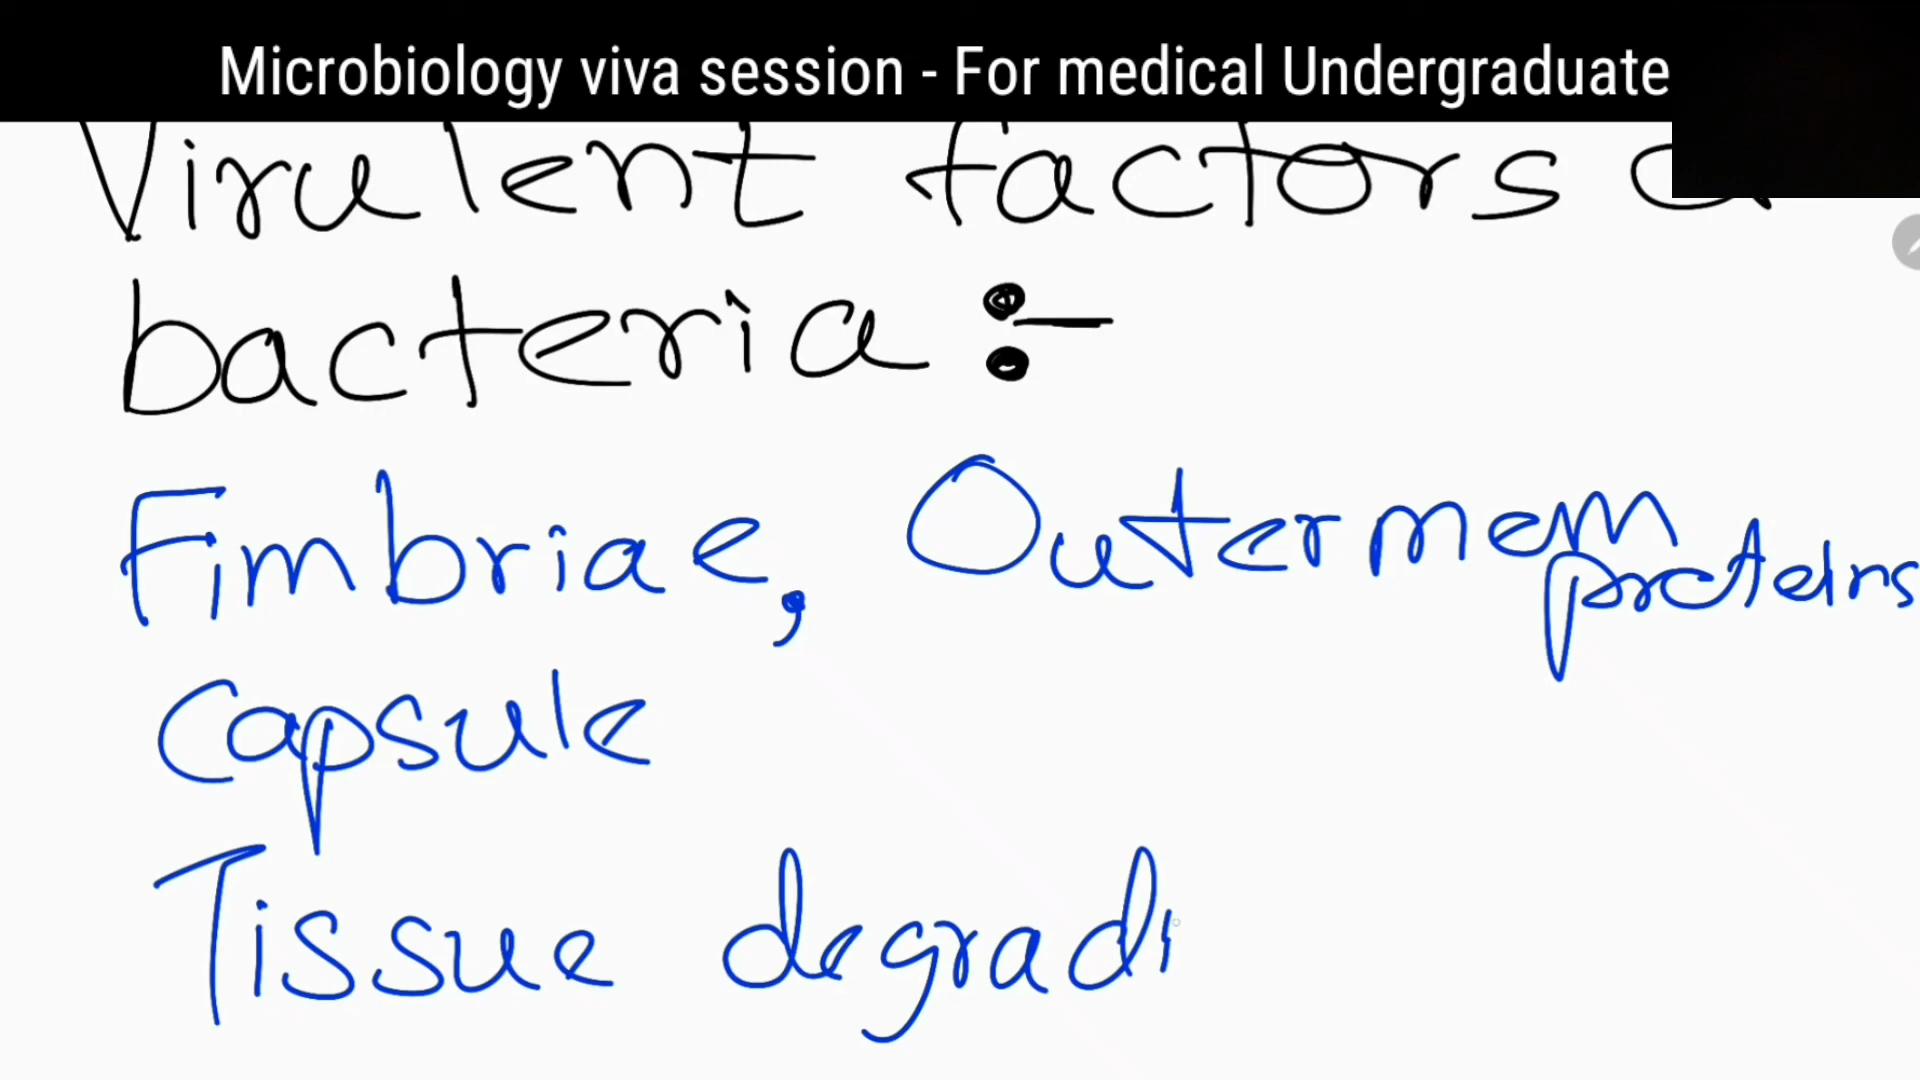 Microbiology viva session - For medical Undergraduate
Virulent factors
bacteria :-
Fimbriae, Outermem
proteins
Capsule
Tissue degradi